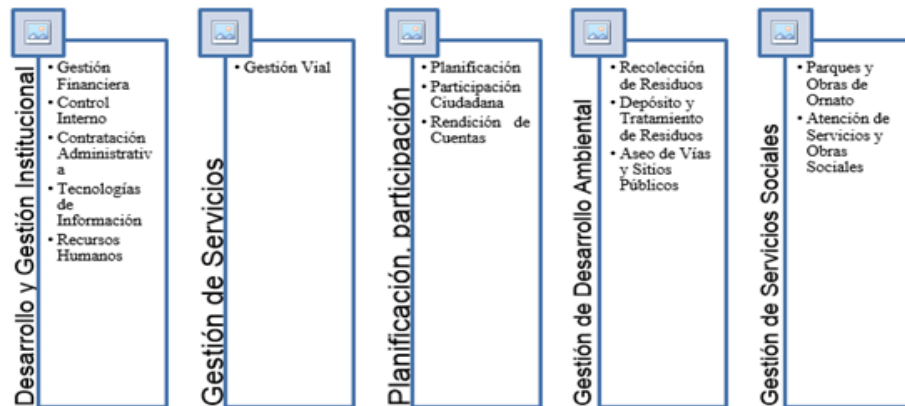 Desarrollo y Gestión Institucional
• Gestión
Financiera
• Control
Interno
• Contratación
Administrativ
a
• Tecnologías
de
Información
• Recursos
Humanos
Gestión de Servicios
• Gestión Vial
Planificación, participación
• Planificación
• Participación
Ciudadana
• Rendición de
Cuentas
Gestión de Desarrollo Ambiental
• Recolección
de Residuos
• Depósito y
Tratamiento
de Residuos
• Aseo de Vías
y Sitios
Públicos
Gestión de Servicios Sociales
• Parques y
Obras de
Ornato
• Atención de
Servicios y
Obras
Sociales